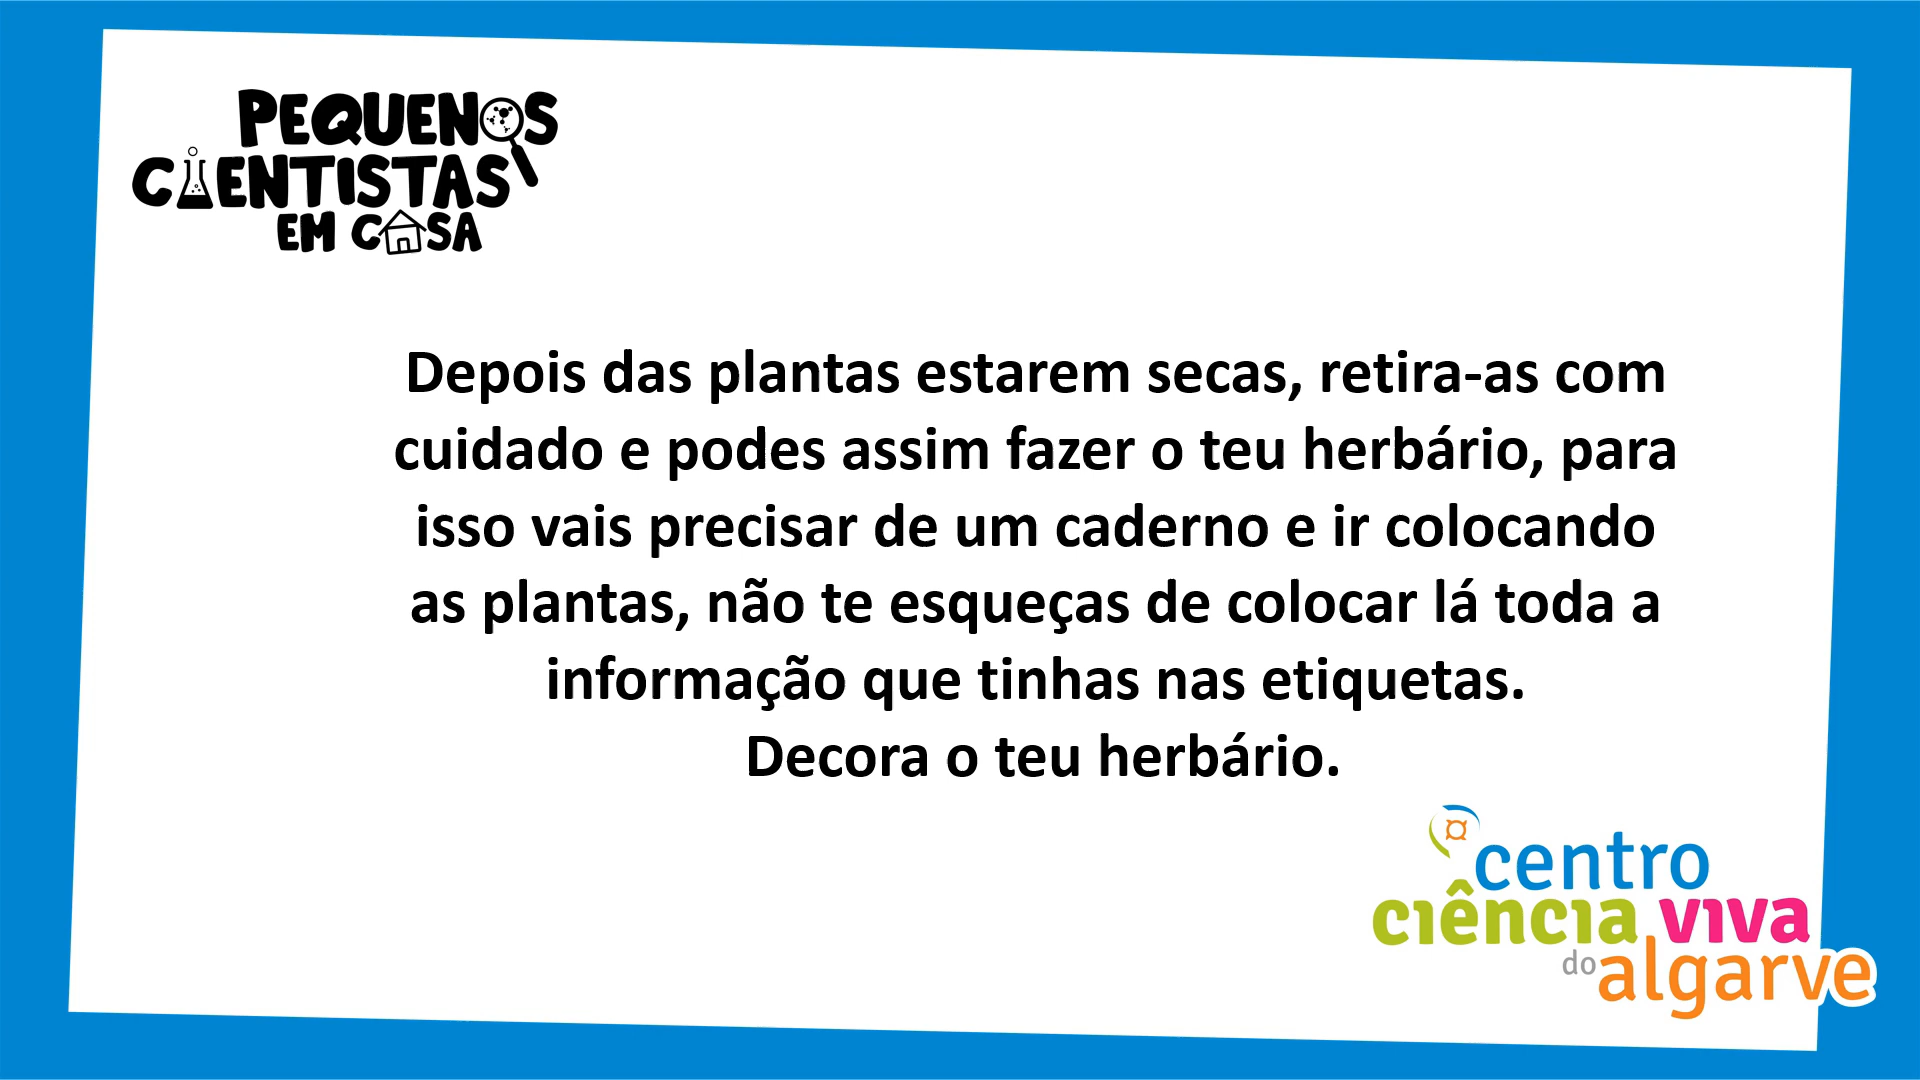 PEQUENOS
CIENTISTAS
EM CASA
Depois das plantas estarem secas, retira-as com
cuidado e podes assim fazer o teu herbário, para
isso vais precisar de um caderno e ir colocando
as plantas, não te esqueças de colocar lá toda a
informação que tinhas nas etiquetas.
Decora o teu herbário.
centro
ciência viva
do algarve